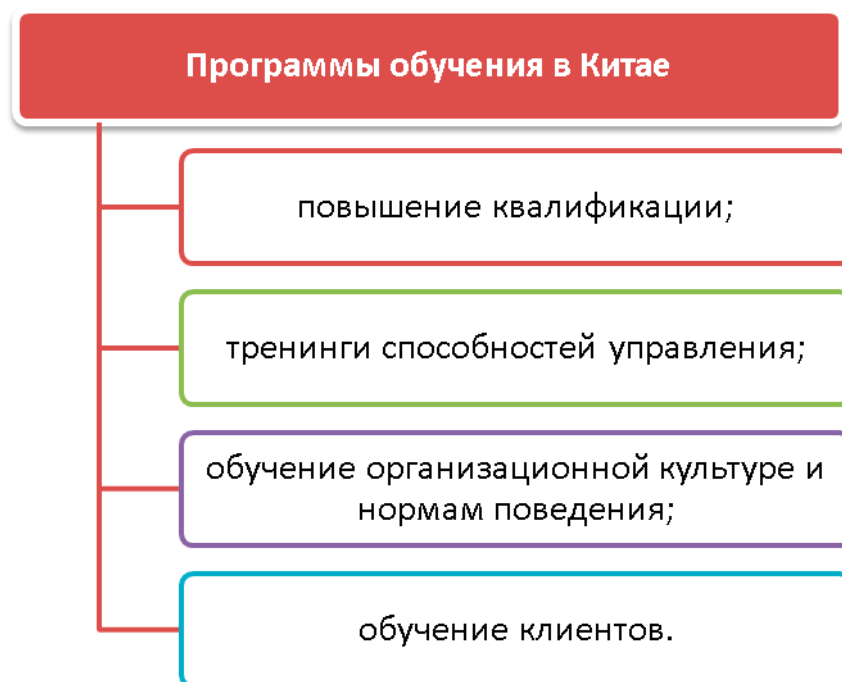 Программы обучения в Китае
повышение квалификации;
тренинги способностей управления;
обучение организационной культуре и
нормам поведения;
обучение клиентов.